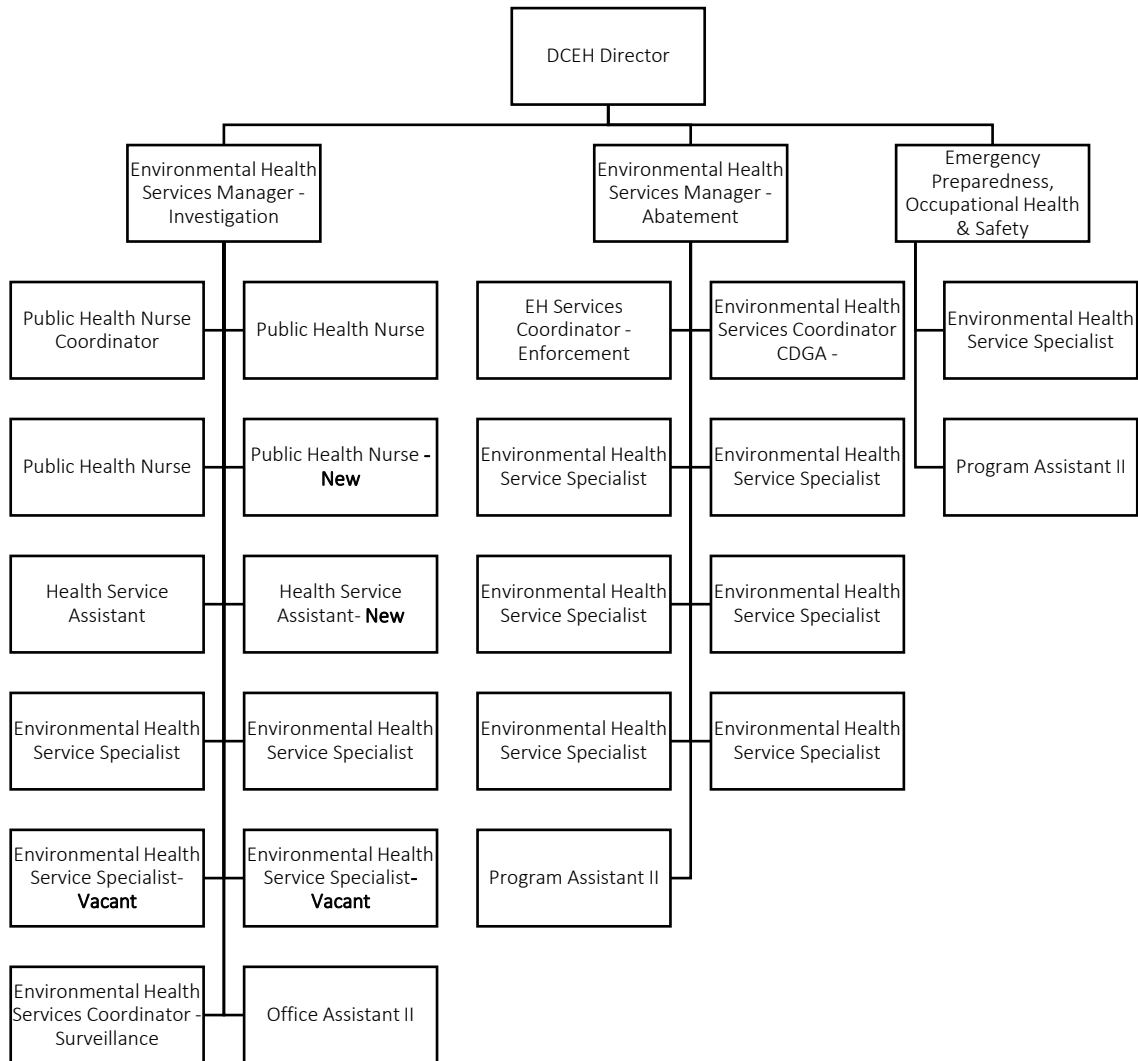 DCEH Director
Environmental Health
Services Manager -
Investigation
Environmental Health
Services Manager -
Abatement
Emergency
Preparedness,
Occupational Health
& Safety
Public Health Nurse
Coordinator
Public Health Nurse
EH Services
Coordinator -
Enforcement
Environmental Health
Services Coordinator
CDGA -
Environmental Health
Service Specialist
Public Health Nurse
Public Health Nurse -
New
Environmental Health
Service Specialist
Environmental Health
Service Specialist
Program Assistant II
Health Service
Assistant
Health Service
Assistant- New
Environmental Health
Service Specialist
Environmental Health
Service Specialist
Environmental Health
Service Specialist
Environmental Health
Service Specialist
Environmental Health
Service Specialist
Environmental Health
Service Specialist
Environmental Health
Service Specialist-
Vacant
Environmental Health
Service Specialist-
Vacant
Program Assistant II
Environmental Health
Services Coordinator -
Surveillance
Office Assistant II